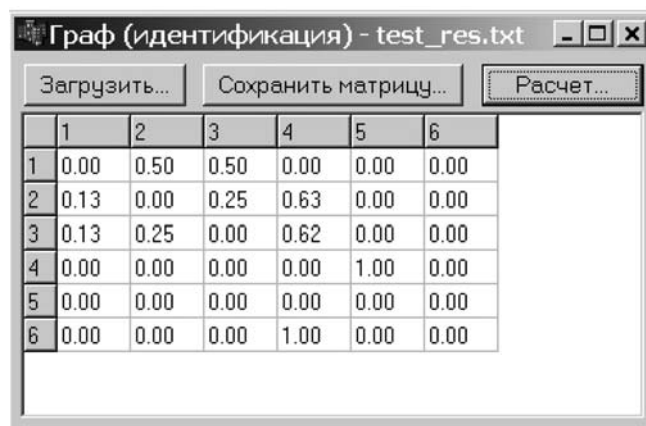 Граф (идентификация) - test_res.txt
Загрузить... Сохранить матрицу... Расчет...
1 2 3 4 5 6
1 0.00 0.50 0.50 0.00 0.00 0.00
2 0.13 0.00 0.25 0.63 0.00 0.00
3 0.13 0.25 0.00 0.62 0.00 0.00
4 0.00 0.00 0.00 0.00 1.00 0.00
5 0.00 0.00 0.00 0.00 0.00 0.00
6 0.00 0.00 0.00 1.00 0.00 0.00